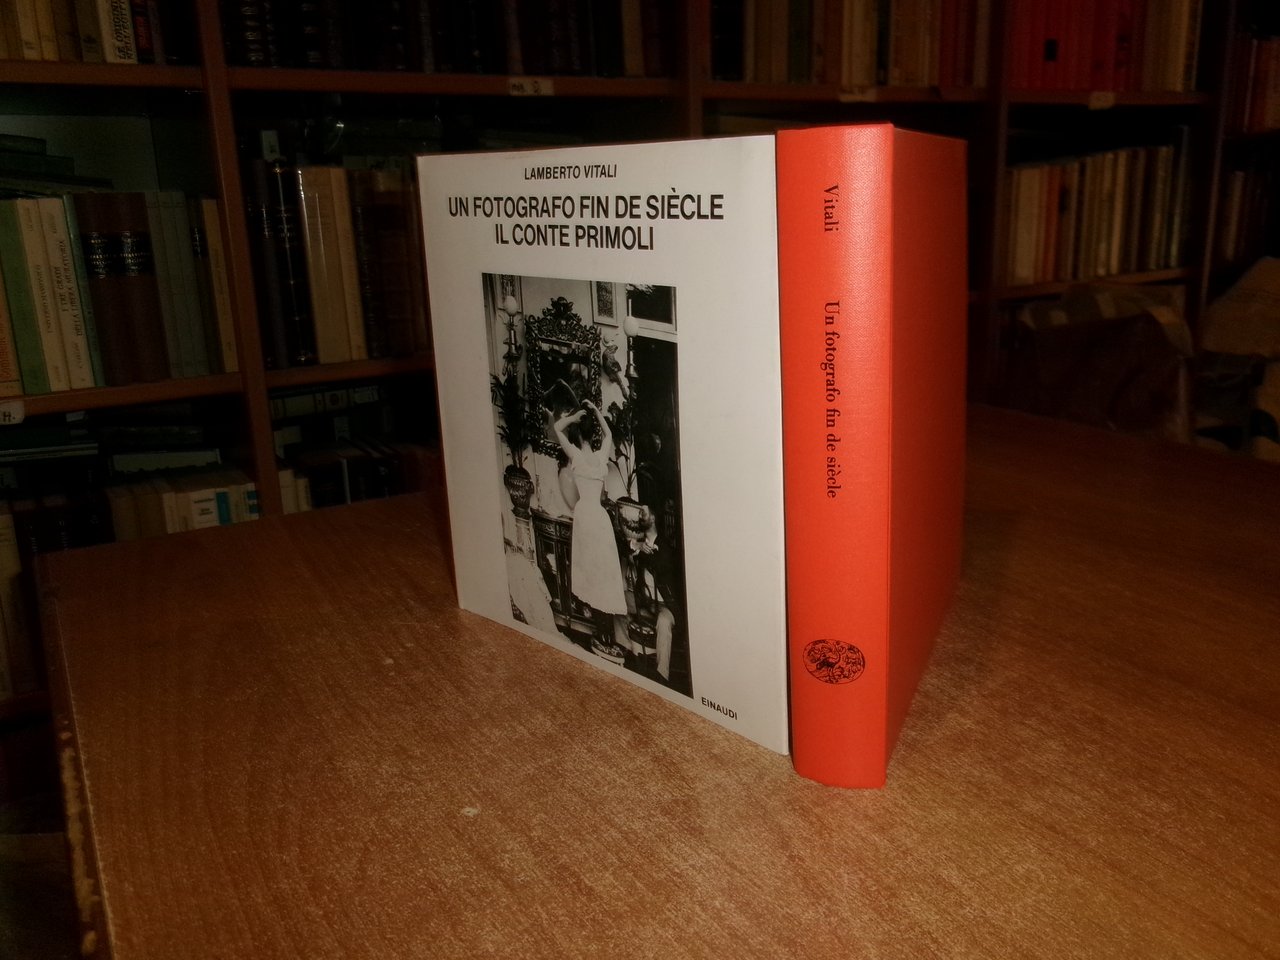 LAMBERTO VITALI
UN FOTOGRAFO FIN DE SIÈCLE
IL CONTE PRIMOLI
EINAUDI
Vitali
Un fotografo fin de siècle